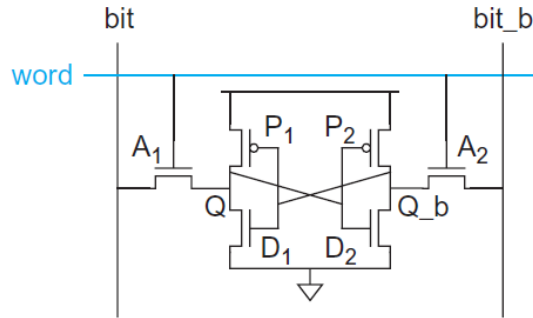 bit bit_b
word
P₁ P₂
A₁ A₂
Q Q_b
D₁ D₂